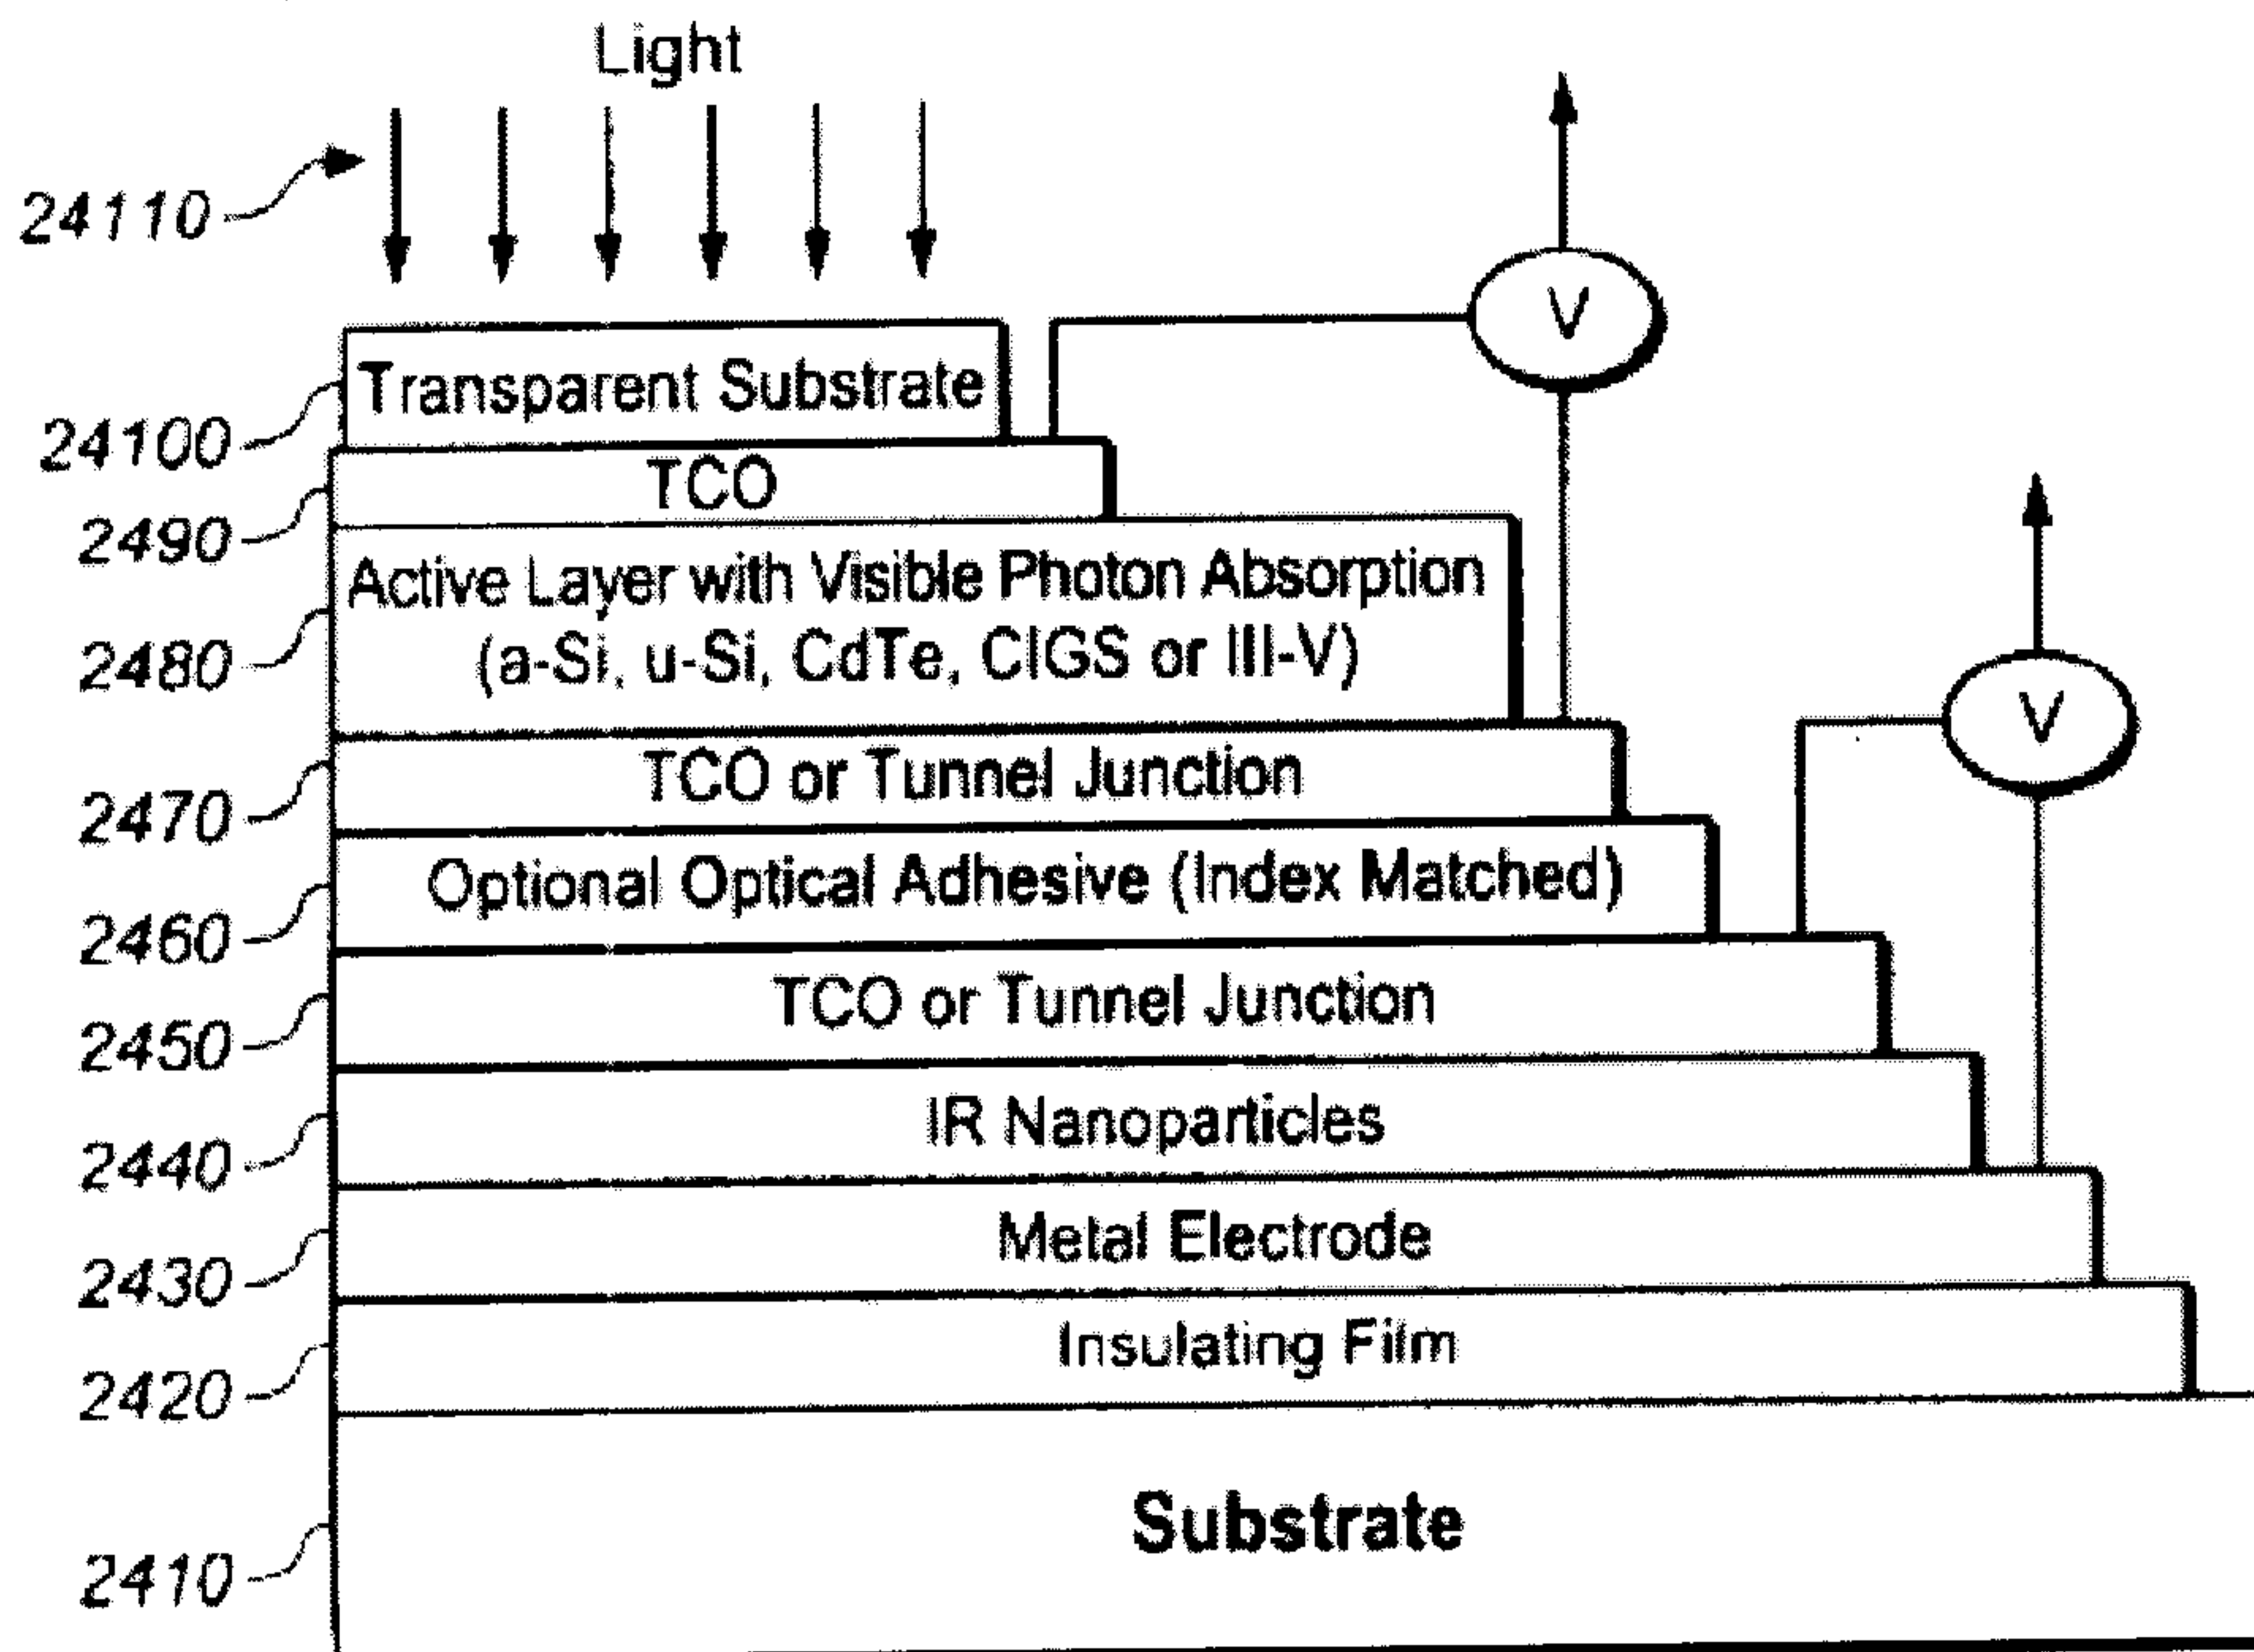 Light
24110
V
Transparent Substrate
24100
TCO
2490
Active Layer with Visible Photon Absorption
(a-Si, u-Si, CdTe, CIGS or III-V)
2480
V
TCO or Tunnel Junction
2470
Optional Optical Adhesive (Index Matched)
2460
TCO or Tunnel Junction
2450
IR Nanoparticles
2440
Metal Electrode
2430
Insulating Film
2420
Substrate
2410